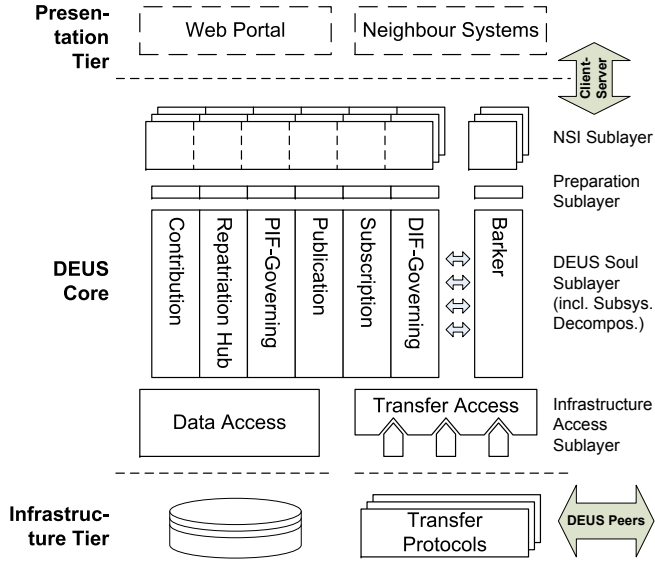 Presen-
tation
Tier
Web Portal
Neighbour Systems
Client-
Server
NSI Sublayer
Preparation
Sublayer
DEUS
Core
Contribution
Repatriation Hub
PIF-Governing
Publication
Subscription
DIF-Governing
Barker
DEUS Soul
Sublayer
(incl. Subsys.
Decompos.)
Data Access
Transfer Access
Infrastructure
Access
Sublayer
Infrastruc-
ture Tier
Transfer
Protocols
DEUS Peers